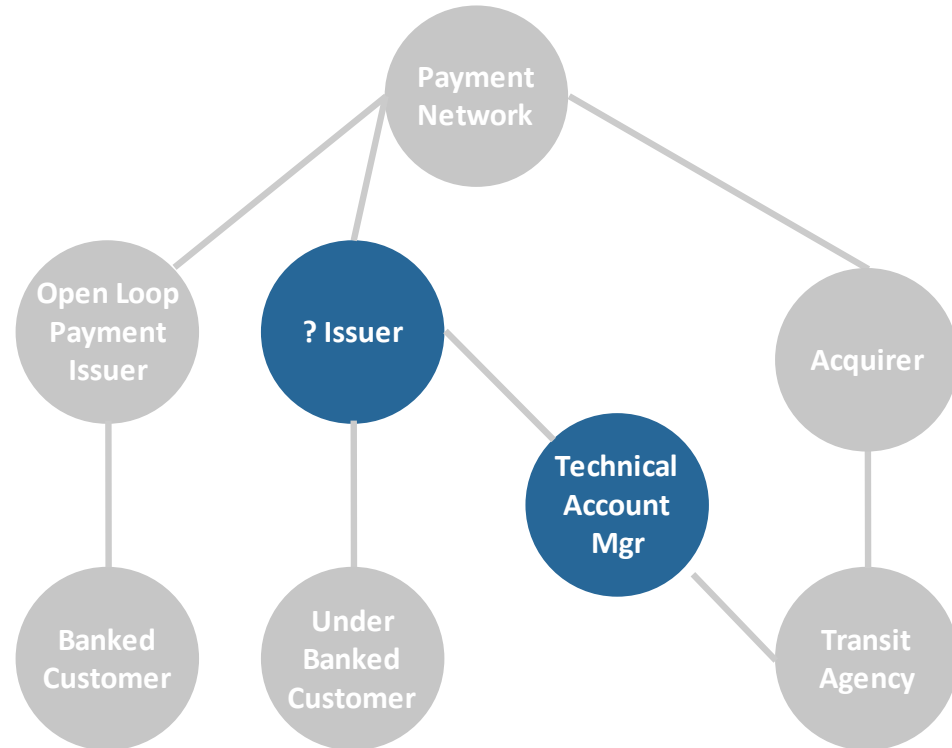 Payment
Network
Open Loop
Payment
Issuer
? Issuer
Acquirer
Technical
Account
Mgr
Banked
Customer
Under
Banked
Customer
Transit
Agency